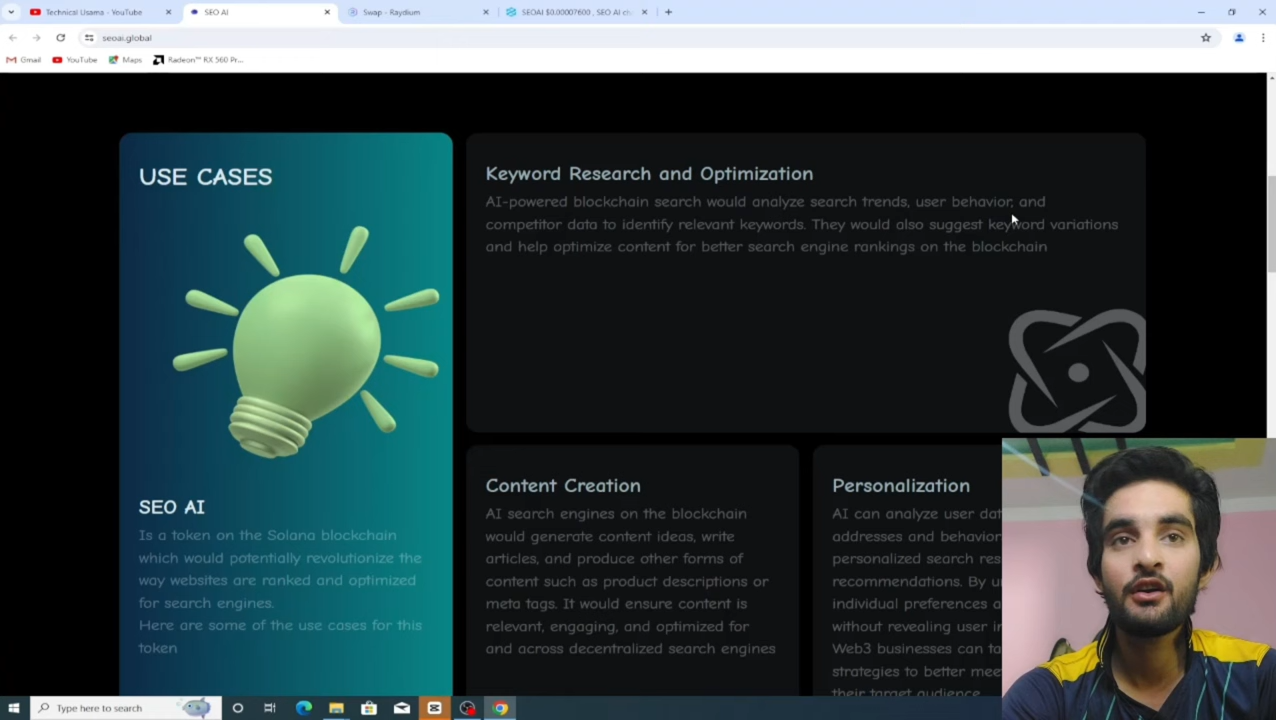 Technical Usama - YouTube
SEO AI
Swap - Raydium
SEOAI $0.00007600 , SEO AI ch
seoai.global
Gmail
YouTube
Maps
Radeon™ RX 560 Pr...
USE CASES
SEO AI
Is a token on the Solana blockchain
which would potentially revolutionize the
way websites are ranked and optimized
for search engines.
Here are some of the use cases for this
token
Keyword Research and Optimization
AI-powered blockchain search would analyze search trends, user behavior, and
competitor data to identify relevant keywords. They would also suggest keyword variations
and help optimize content for better search engine rankings on the blockchain
Content Creation
AI search engines on the blockchain
would generate content ideas, write
articles, and produce other forms of
content such as product descriptions or
meta tags. It would ensure content is
relevant, engaging, and optimized for
and across decentralized search engines
Personalization
AI can analyze user dat
addresses and behavior
personalized search res
recommendations. By u
individual preferences a
without revealing user i
Web3 businesses can ta
strategies to better mee
their target audience
Type here to search